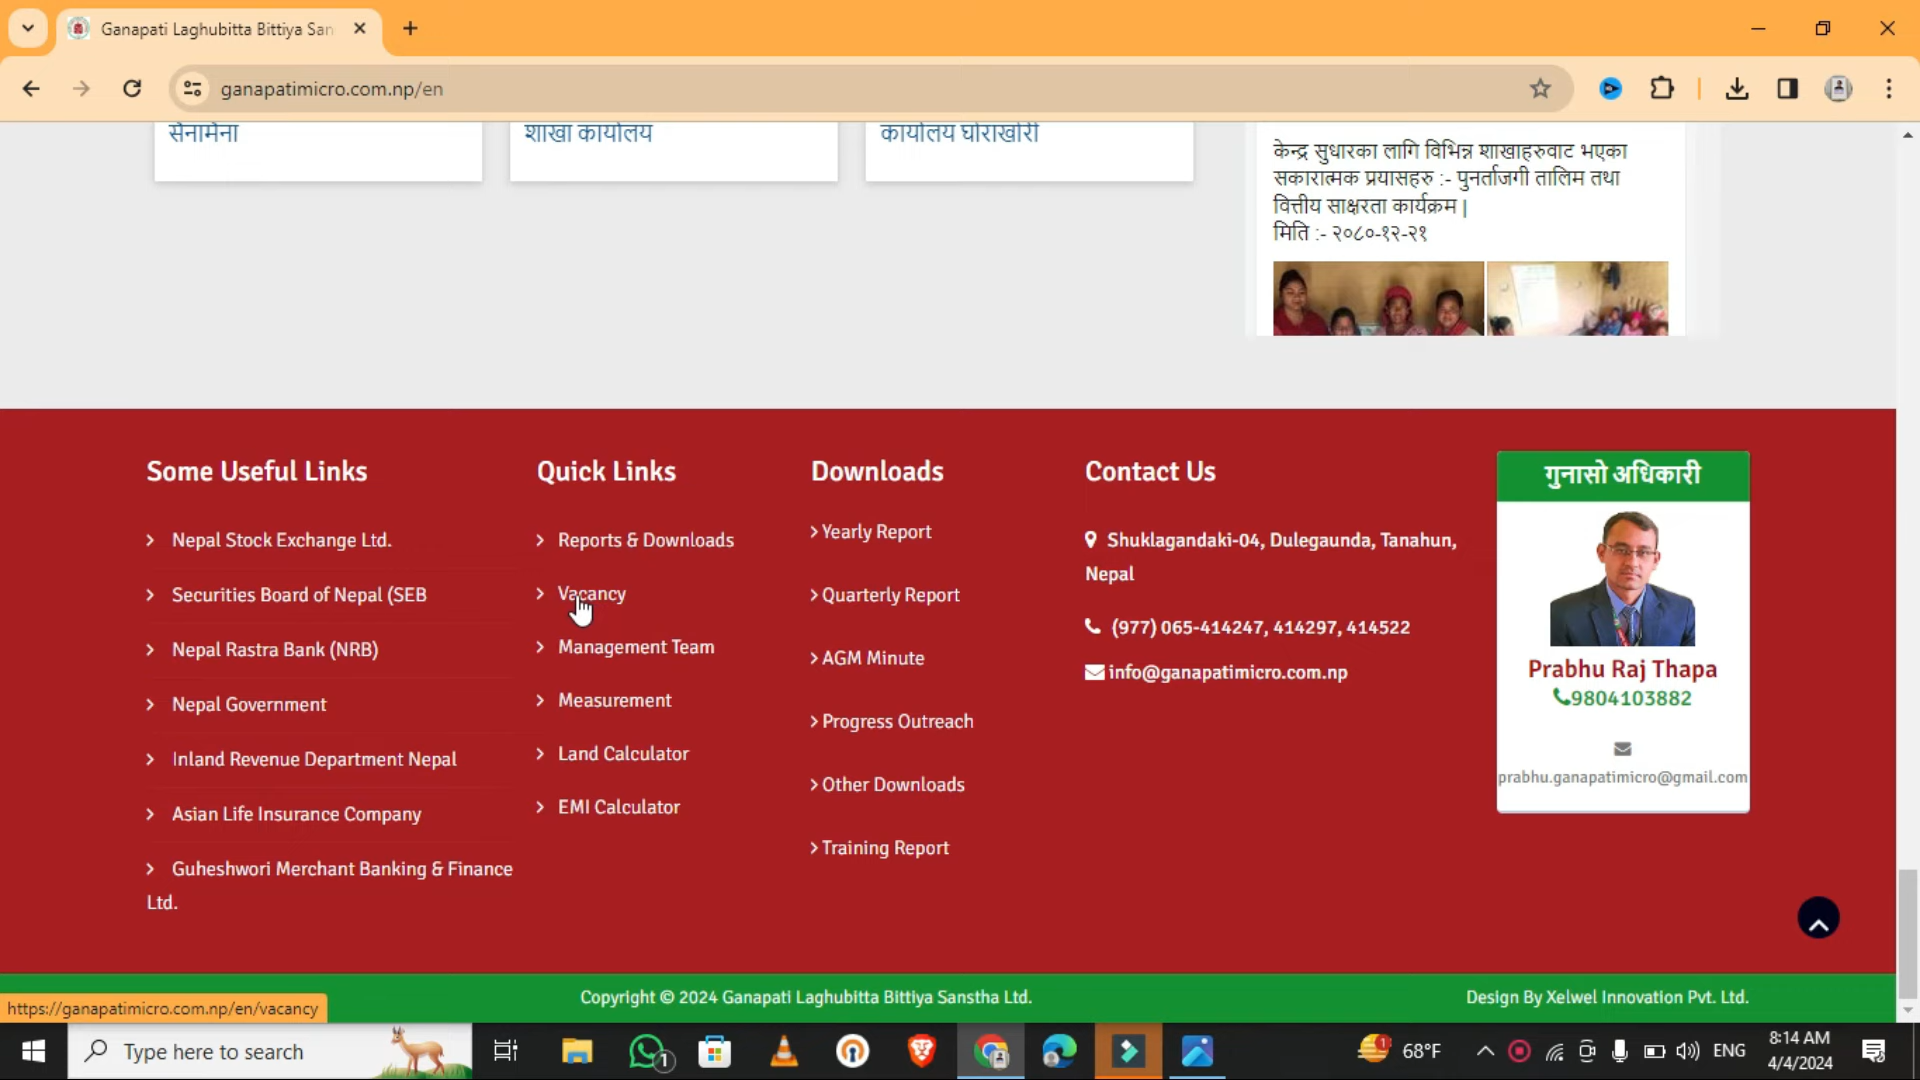 Ganapati Laghubitta Bittiya San
ganapatimicro.com.np/en
सेनामैना
शाखा कार्यालय
कार्यालय घोराखोरी
केन्द्र सुधारका लागि विभिन्न शाखाहरुवाट भएका
सकारात्मक प्रयासहरु :- पुनर्ताजगी तालिम तथा
वित्तीय साक्षरता कार्यक्रम |
मिति :- २०८०-१२-२१
Some Useful Links
Nepal Stock Exchange Ltd.
Securities Board of Nepal (SEB
Nepal Rastra Bank (NRB)
Nepal Government
Inland Revenue Department Nepal
Asian Life Insurance Company
Guheshwori Merchant Banking & Finance
Ltd.
Quick Links
Reports & Downloads
Vacancy
Management Team
Measurement
Land Calculator
EMI Calculator
Downloads
Yearly Report
Quarterly Report
AGM Minute
Progress Outreach
Other Downloads
Training Report
Contact Us
Shuklagandaki-04, Dulegaunda, Tanahun,
Nepal
(977) 065-414247, 414297, 414522
info@ganapatimicro.com.np
गुनासो अधिकारी
Prabhu Raj Thapa
9804103882
prabhu.ganapatimicro@gmail.com
Copyright © 2024 Ganapati Laghubitta Bittiya Sanstha Ltd.
Design By Xelwel Innovation Pvt. Ltd.
https://ganapatimicro.com.np/en/vacancy
Type here to search
1
1
68°F
ENG
8:14 AM
4/4/2024